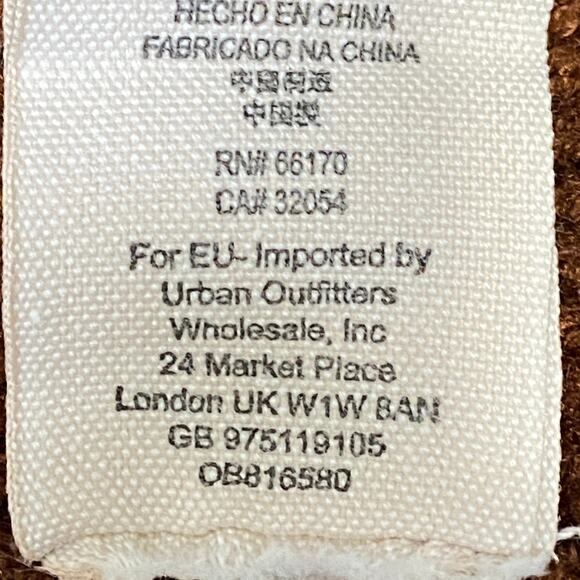 HECHO EN CHINA
FABRICADO NA CHINA
中國制造
中国製
RN# 66170
CA# 32054
For EU- Imported by
Urban Outfitters
Wholesale, Inc
24 Market Place
London UK W1W 8AN
GB 975119105
OB816580